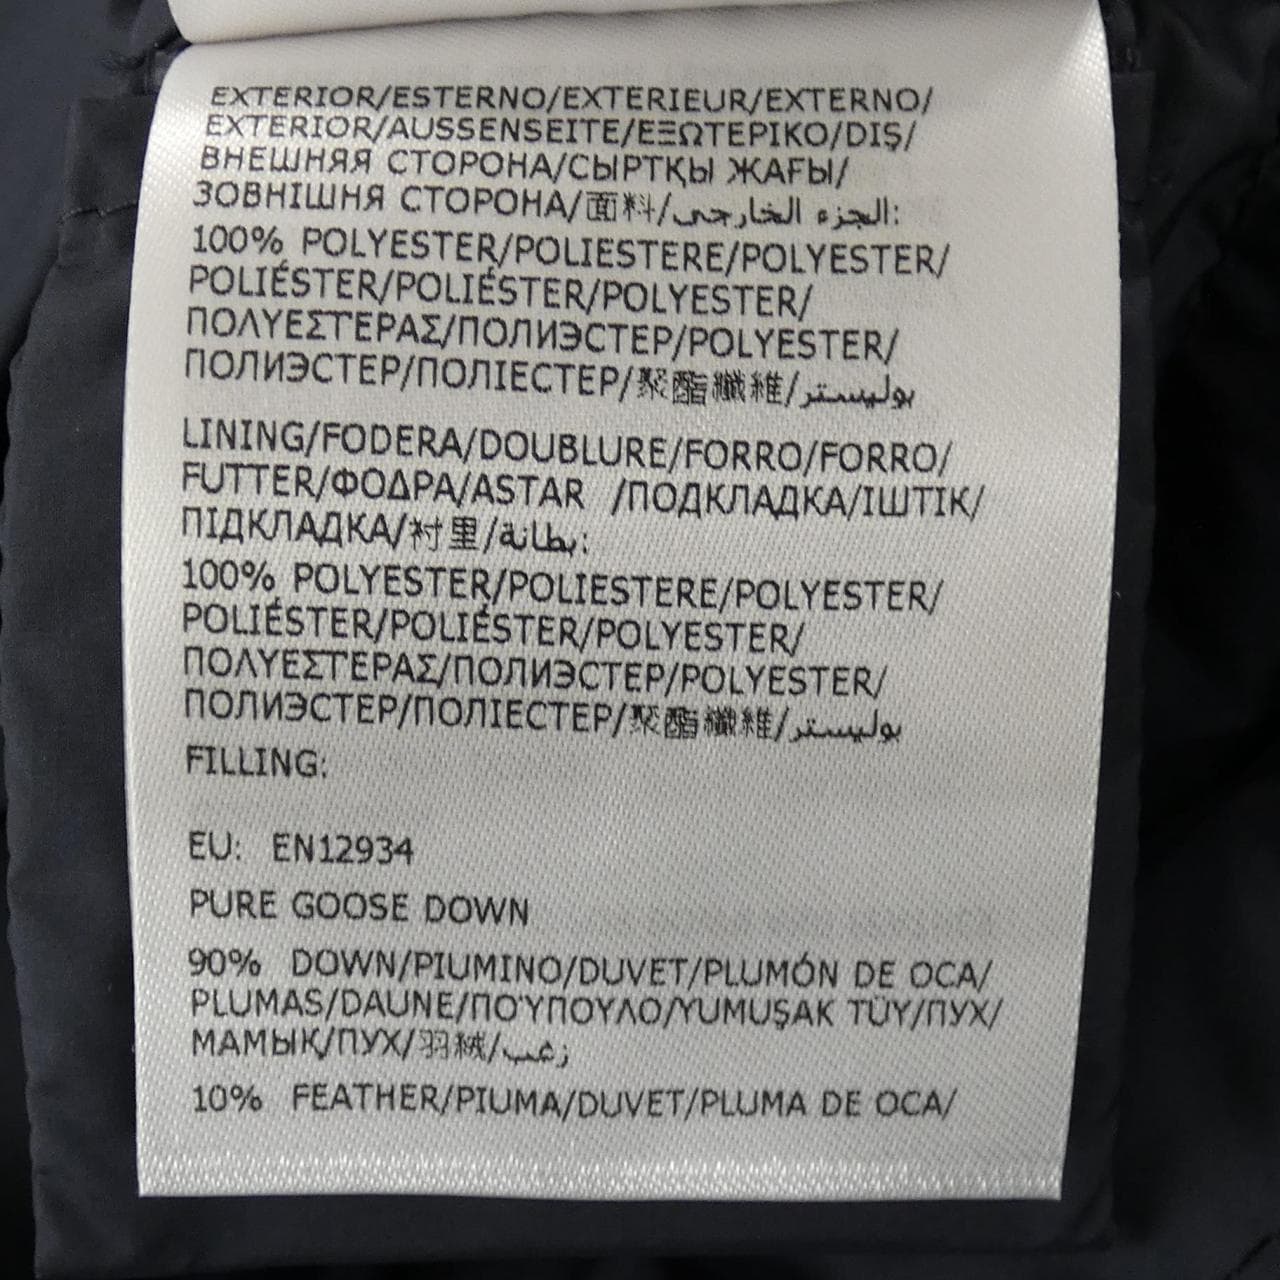 EXTERIOR/ESTERNO/EXTERIEUR/EXTERNO/
EXTERIOR/AUSSENSEITE/ΕΞΩΤΕΡΙΚΟ/DIŞ/
ВНЕШНЯЯ СТОРОНА/СЫРТҚЫ ЖАҒЫ/
ЗОВНІШНЯ СТОРОНА/面料/الجزء الخارجي:
100% POLYESTER/POLIESTERE/POLYESTER/
POLIÉSTER/POLIÉSTER/POLYESTER/
ΠΟΛΥΕΣΤΕΡΑΣ/ПОЛИЭСТЕР/POLYESTER/
ПОЛИЭСТЕР/ПОЛІЕСТЕР/聚酯纖維/بوليستر
LINING/FODERA/DOUBLURE/FORRO/FORRO/
FUTTER/ΦΟΔΡΑ/ASTAR /ПОДКЛАДКА/ІШТІК/
ПІДКЛАДКА/衬里/بطانة:
100% POLYESTER/POLIESTERE/POLYESTER/
POLIÉSTER/POLIÉSTER/POLYESTER/
ΠΟΛΥΕΣΤΕΡΑΣ/ПОЛИЭСТЕР/POLYESTER/
ПОЛИЭСТЕР/ПОЛІЕСТЕР/聚酯纖維/بوليستر
FILLING:
EU: EN12934
PURE GOOSE DOWN
90% DOWN/PIUMINO/DUVET/PLUMÓN DE OCA/
PLUMAS/DAUNE/ΠΟΎΠΟΥΛΟ/YUMUŞAK TÜY/ПУХ/
МАМЫҚ/ПУХ/羽絨/زغب
10% FEATHER/PIUMA/DUVET/PLUMA DE OCA/